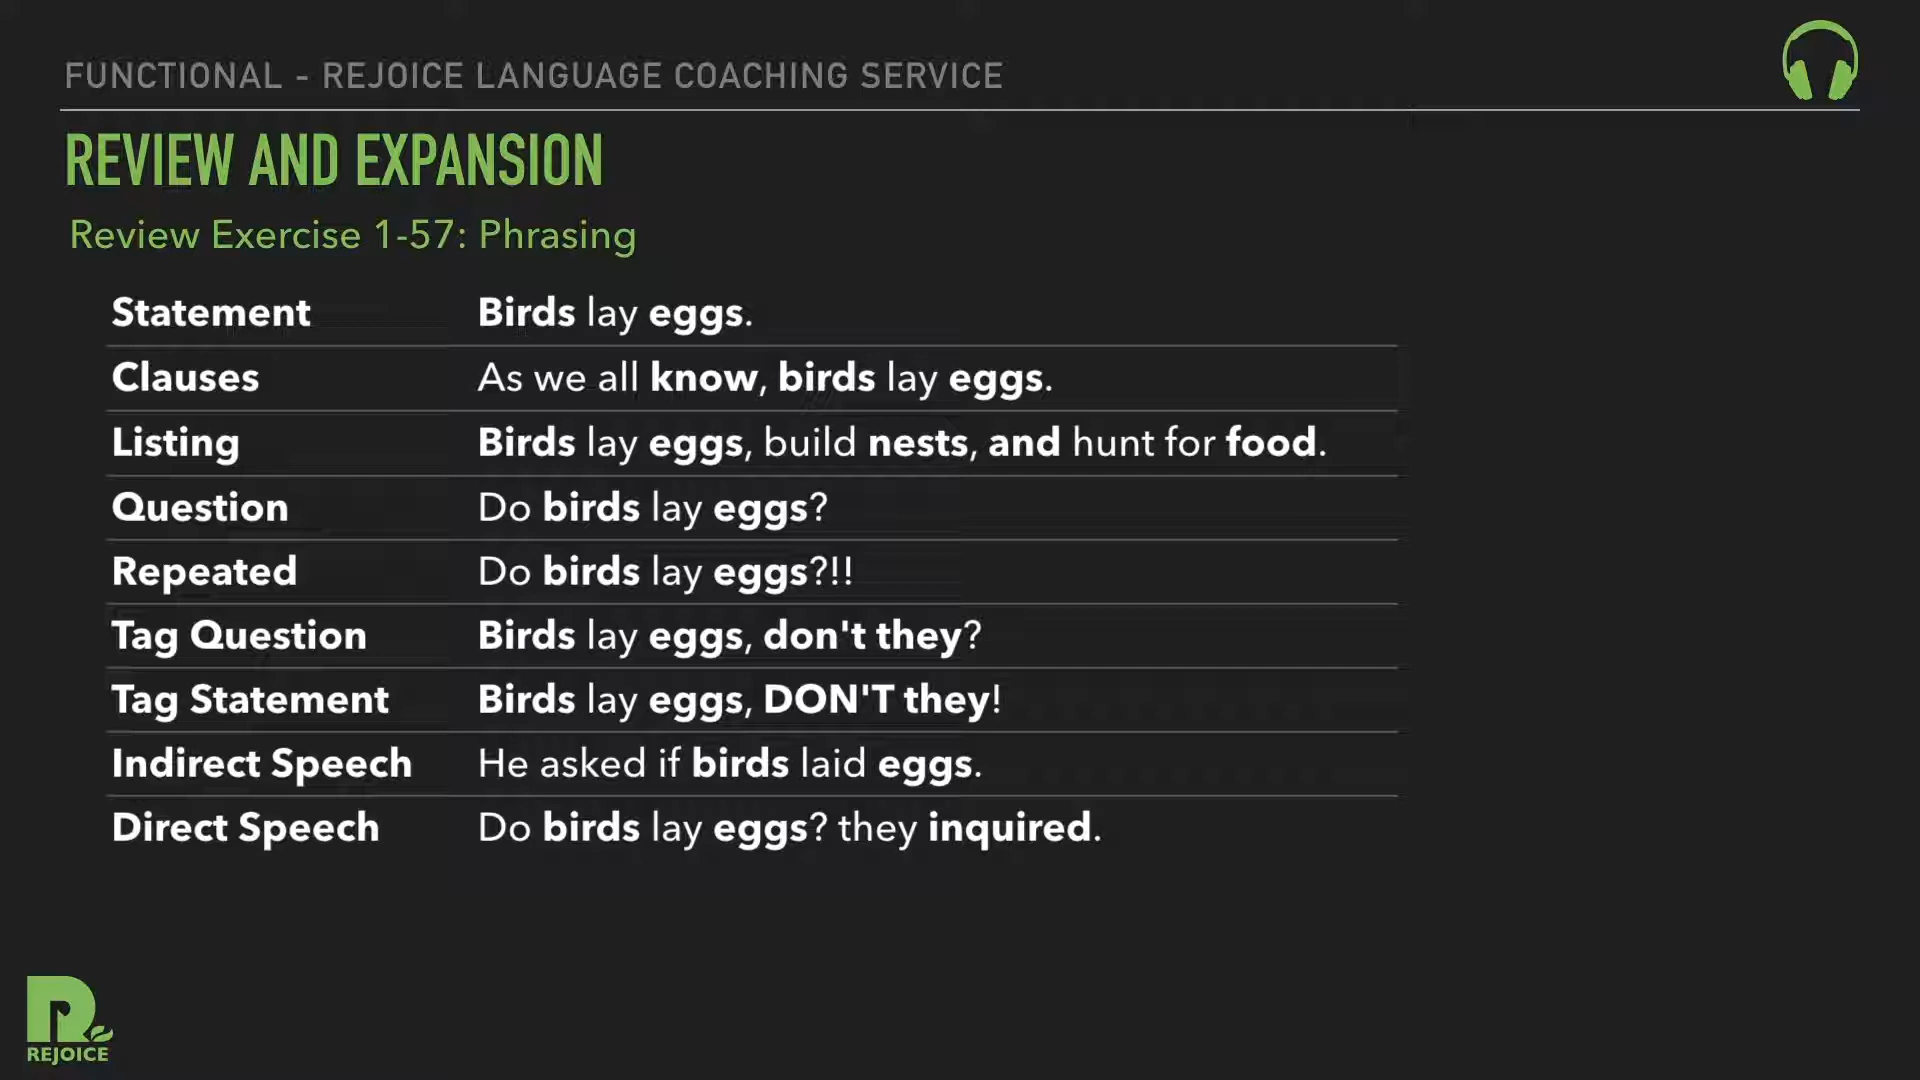 FUNCTIONAL - REJOICE LANGUAGE COACHING SERVICE
REVIEW AND EXPANSION
Review Exercise 1-57: Phrasing
Statement Birds lay eggs.
Clauses As we all know, birds lay eggs.
Listing Birds lay eggs, build nests, and hunt for food.
Question Do birds lay eggs?
Repeated Do birds lay eggs?!!
Tag Question Birds lay eggs, don't they?
Tag Statement Birds lay eggs, DON'T they!
Indirect Speech He asked if birds laid eggs.
Direct Speech Do birds lay eggs? they inquired.
REJOICE